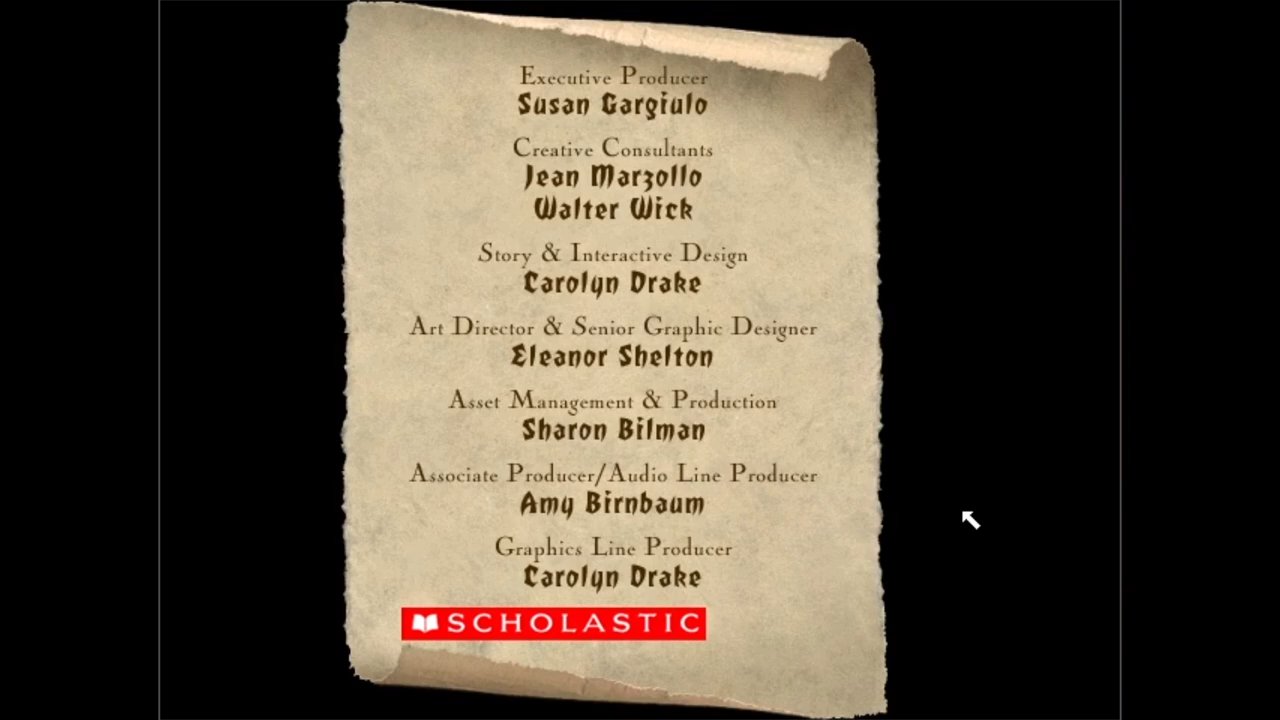 Executive Producer
Susan Gargiulo
Creative Consultants
Jean Marzollo
Walter Wick
Story & Interactive Design
Carolyn Drake
Art Director & Senior Graphic Designer
Eleanor Shelton
Asset Management & Production
Sharon Bilman
Associate Producer/Audio Line Producer
Amy Birnbaum
Graphics Line Producer
Carolyn Drake
SCHOLASTIC